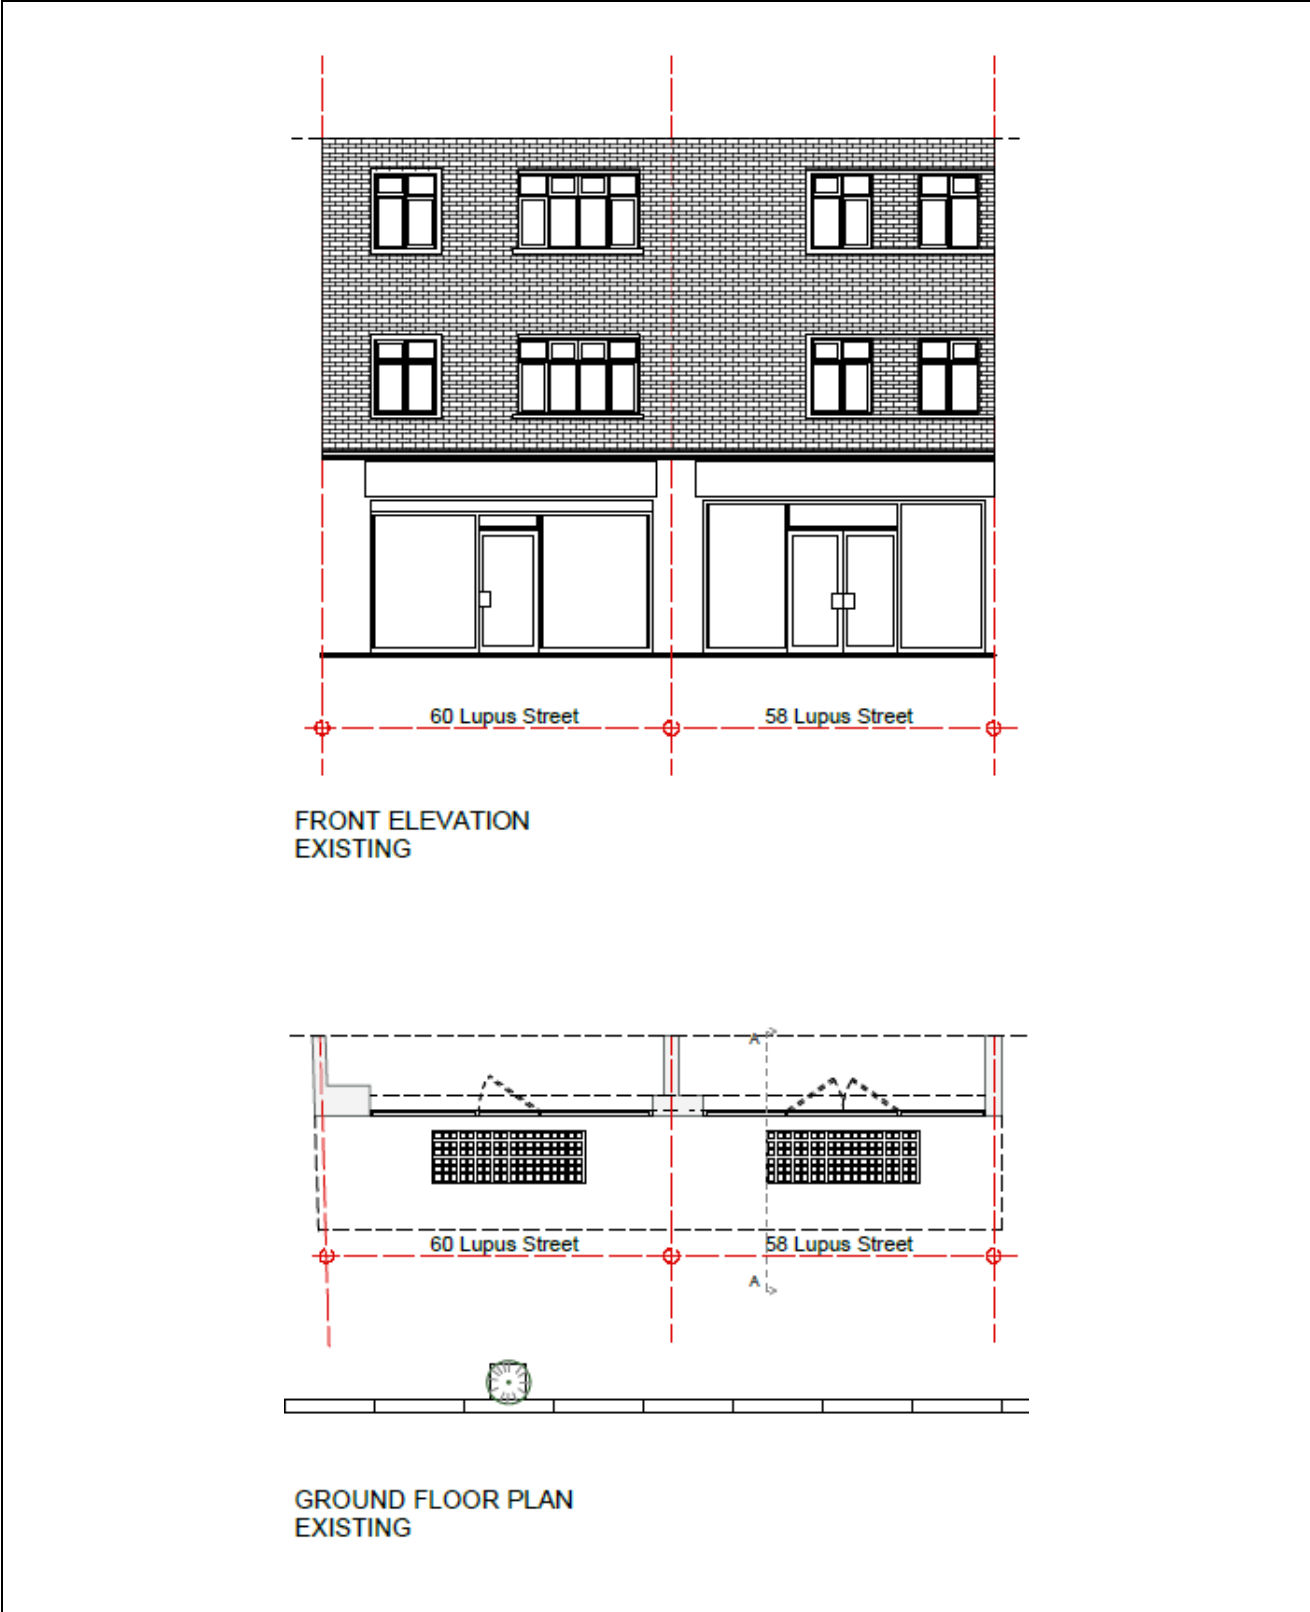 60 Lupus Street
58 Lupus Street
FRONT ELEVATION
EXISTING
A
60 Lupus Street
58 Lupus Street
A
GROUND FLOOR PLAN
EXISTING